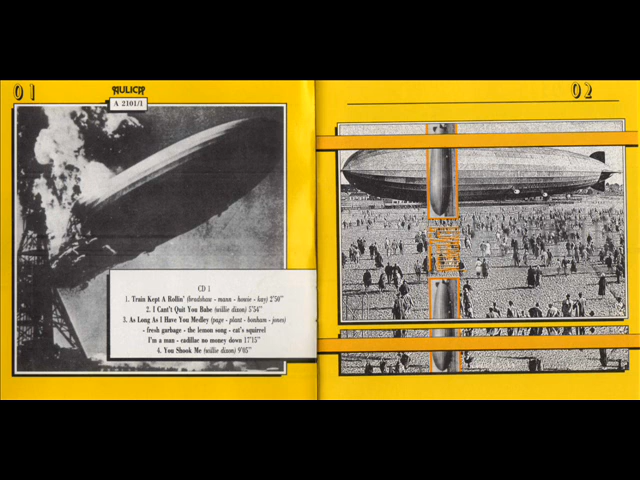 01
AULICA
A 2101/1
02
CD 1
1. Train Kept A Rollin' (bradshaw - mann - howie - kay) 2'50"
2. I Can't Quit You Babe (willie dixon) 5'54"
3. As Long As I Have You Medley (page - plant - bonham - jones)
- fresh garbage - the lemon song - cat's squirrel
I'm a man - cadillac no money down 17'15"
4. You Shook Me (willie dixon) 9'05"